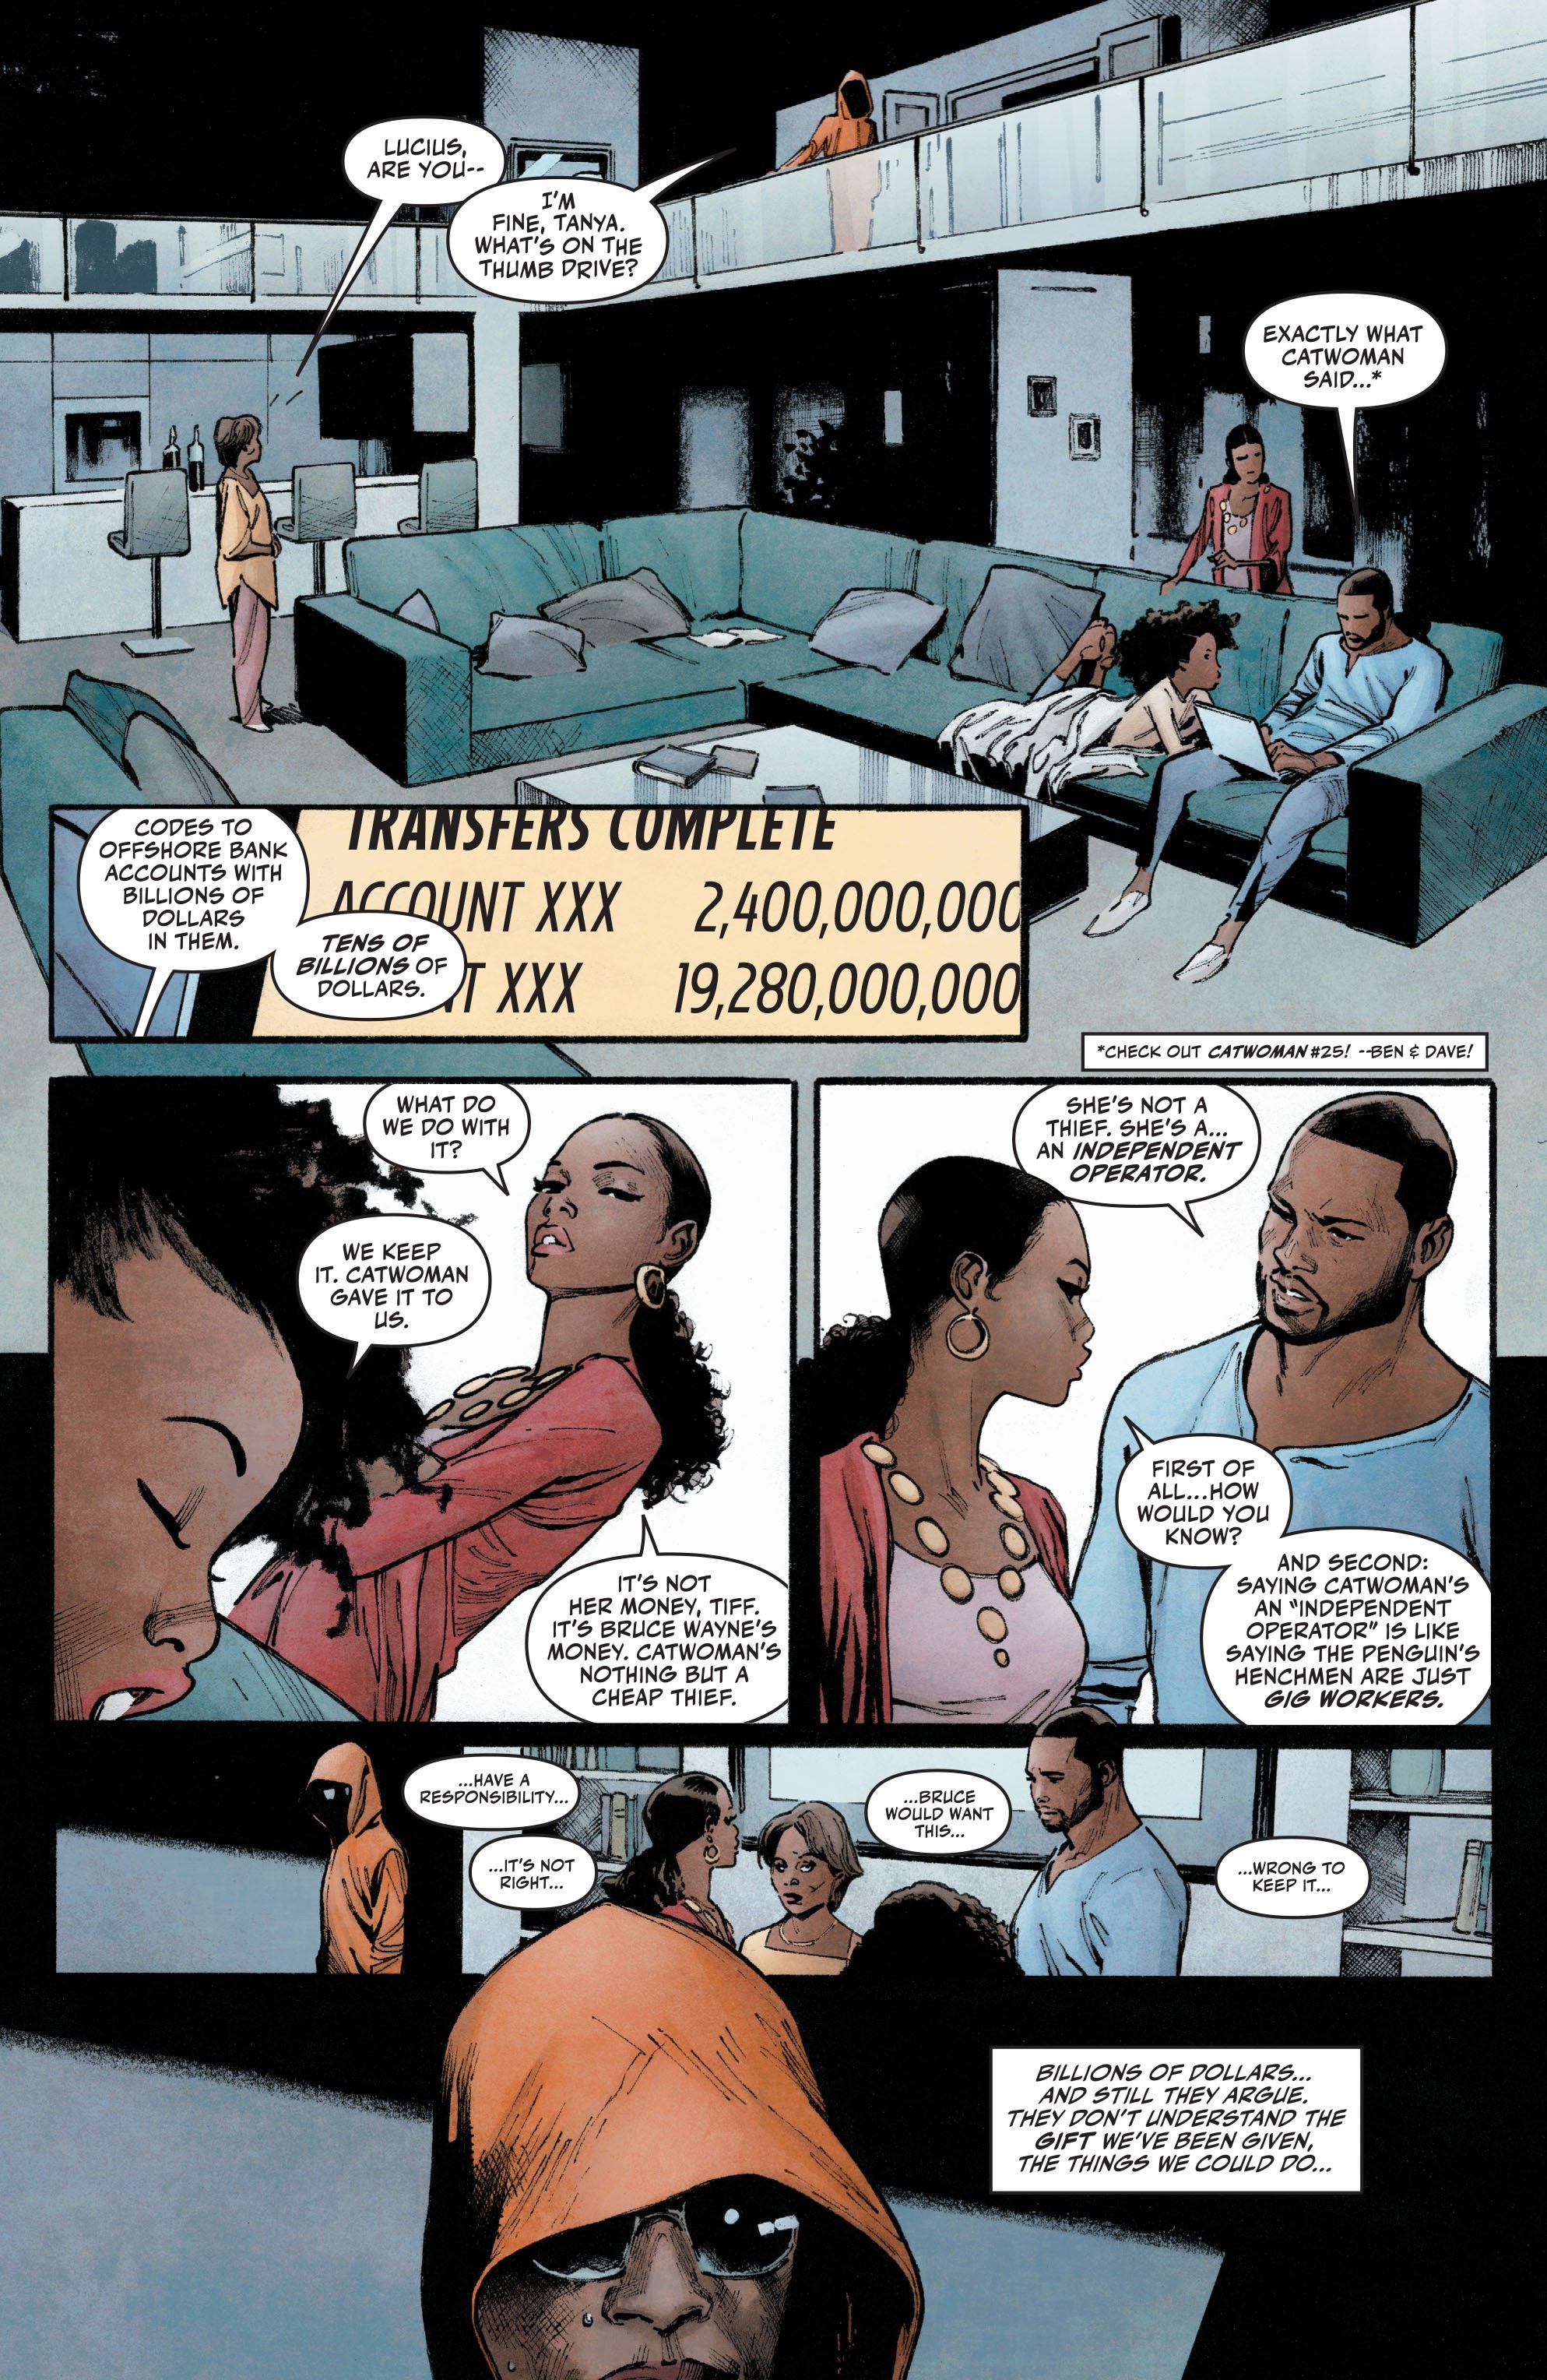 LUCIUS,
ARE YOU--
I'M
FINE, TANYA.
WHAT'S ON THE
THUMB DRIVE?
EXACTLY WHAT
CATWOMAN
SAID...*
CODES TO
OFFSHORE BANK
ACCOUNTS WITH
BILLIONS OF
DOLLARS
IN THEM.
TENS OF
BILLIONS OF
DOLLARS.
TRANSFERS COMPLETE
ACCOUNT XXX 2,400,000,000
NT XXX 19,280,000,000
*CHECK OUT CATWOMAN #25! --BEN & DAVE!
WHAT DO
WE DO WITH
IT?
WE KEEP
IT. CATWOMAN
GAVE IT TO
US.
IT'S NOT
HER MONEY, TIFF.
IT'S BRUCE WAYNE'S
MONEY. CATWOMAN'S
NOTHING BUT A
CHEAP THIEF.
SHE'S NOT A
THIEF. SHE'S A...
AN INDEPENDENT
OPERATOR.
FIRST OF
ALL...HOW
WOULD YOU
KNOW?
AND SECOND:
SAYING CATWOMAN'S
AN "INDEPENDENT
OPERATOR" IS LIKE
SAYING THE PENGUIN'S
HENCHMEN ARE JUST
GIG WORKERS.
...HAVE A
RESPONSIBILITY...
...IT'S NOT
RIGHT...
...BRUCE
WOULD WANT
THIS...
...WRONG TO
KEEP IT...
BILLIONS OF DOLLARS...
AND STILL THEY ARGUE.
THEY DON'T UNDERSTAND THE
GIFT WE'VE BEEN GIVEN,
THE THINGS WE COULD DO...